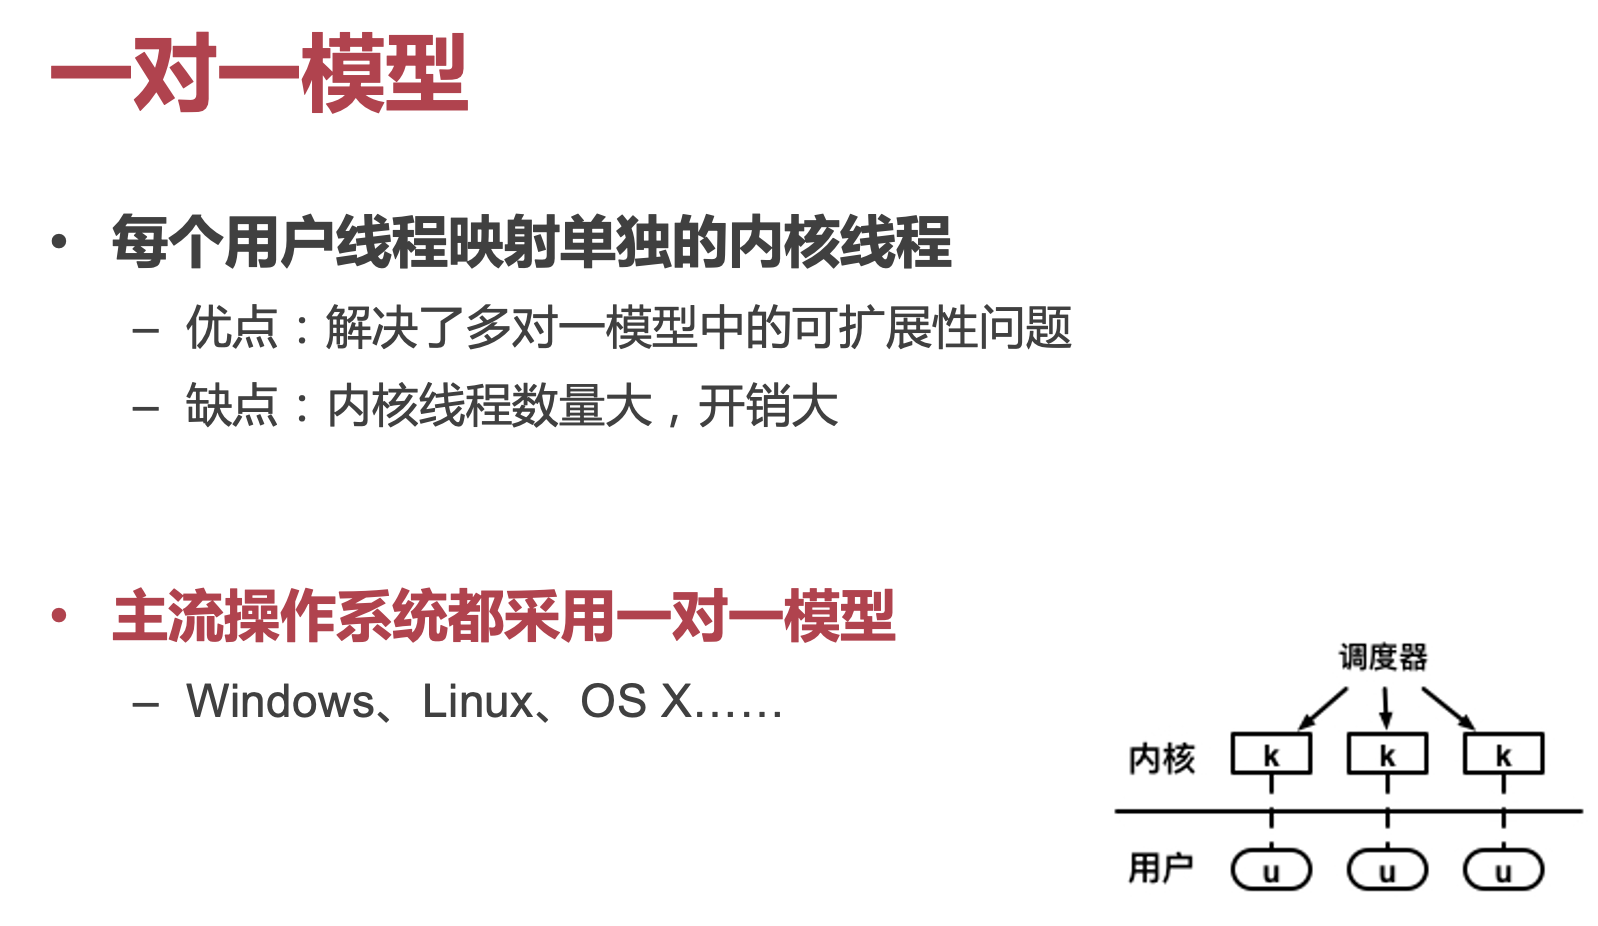 一对一模型
• 每个用户线程映射单独的内核线程
– 优点：解决了多对一模型中的可扩展性问题
– 缺点：内核线程数量大，开销大
• 主流操作系统都采用一对一模型
– Windows、Linux、OS X……
调度器
内核 k k k
用户 u u u